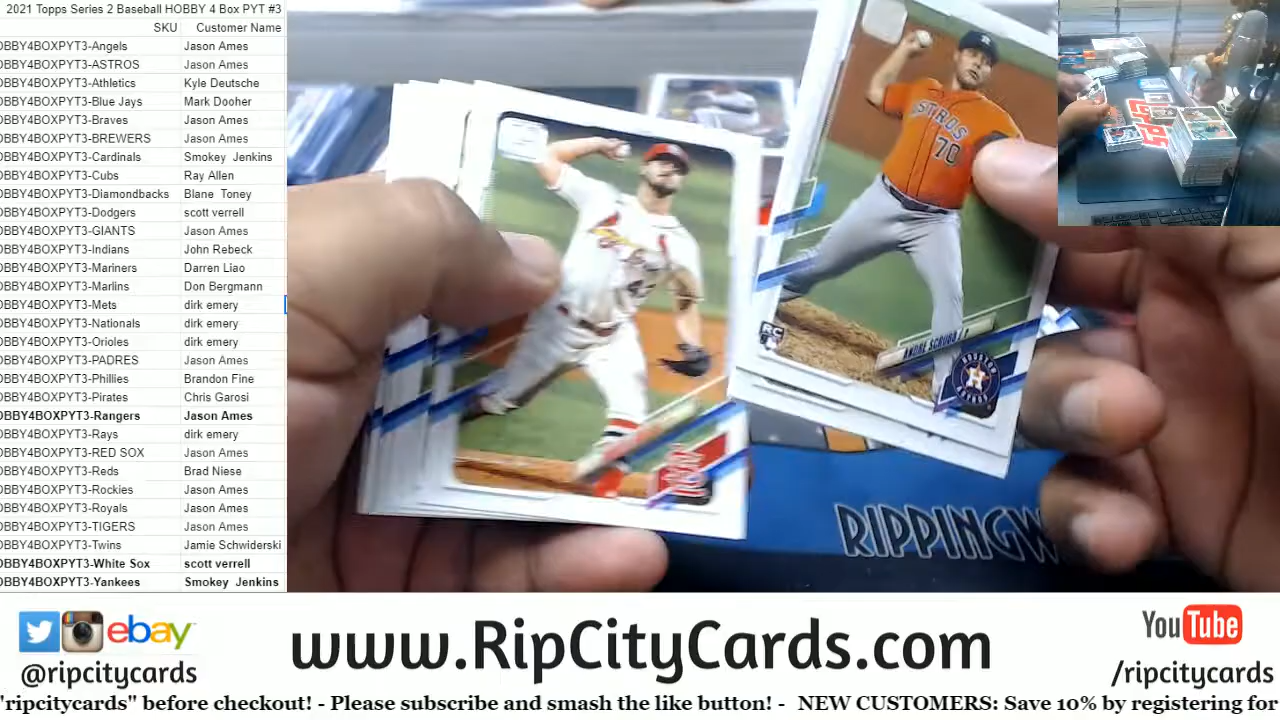 2021 Topps Series 2 Baseball HOBBY 4 Box PYT #3
SKU Customer Name
OBBY4BOXPYT3-Angels Jason Ames
OBBY4BOXPYT3-ASTROS Jason Ames
OBBY4BOXPYT3-Athletics Kyle Deutsche
OBBY4BOXPYT3-Blue Jays Mark Dooher
OBBY4BOXPYT3-Braves Jason Ames
OBBY4BOXPYT3-BREWERS Jason Ames
OBBY4BOXPYT3-Cardinals Smokey Jenkins
OBBY4BOXPYT3-Cubs Ray Allen
OBBY4BOXPYT3-Diamondbacks Blane Toney
OBBY4BOXPYT3-Dodgers scott verrell
OBBY4BOXPYT3-GIANTS Jason Ames
OBBY4BOXPYT3-Indians John Rebeck
OBBY4BOXPYT3-Mariners Darren Liao
OBBY4BOXPYT3-Marlins Don Bergmann
OBBY4BOXPYT3-Mets dirk emery
OBBY4BOXPYT3-Nationals dirk emery
OBBY4BOXPYT3-Orioles dirk emery
OBBY4BOXPYT3-PADRES Jason Ames
OBBY4BOXPYT3-Phillies Brandon Fine
OBBY4BOXPYT3-Pirates Chris Garosi
OBBY4BOXPYT3-Rangers Jason Ames
OBBY4BOXPYT3-Rays dirk emery
OBBY4BOXPYT3-RED SOX Jason Ames
OBBY4BOXPYT3-Reds Brad Niese
OBBY4BOXPYT3-Rockies Jason Ames
OBBY4BOXPYT3-Royals Jason Ames
OBBY4BOXPYT3-TIGERS Jason Ames
OBBY4BOXPYT3-Twins Jamie Schwiderski
OBBY4BOXPYT3-White Sox scott verrell
OBBY4BOXPYT3-Yankees Smokey Jenkins
ASTROS
70
RC
ANDRE SCRUBB
HOUSTON
RIPPINGW
ebay
@ripcitycards
www.RipCityCards.com
YouTube
/ripcitycards
"ripcitycards" before checkout! - Please subscribe and smash the like button! - NEW CUSTOMERS: Save 10% by registering for